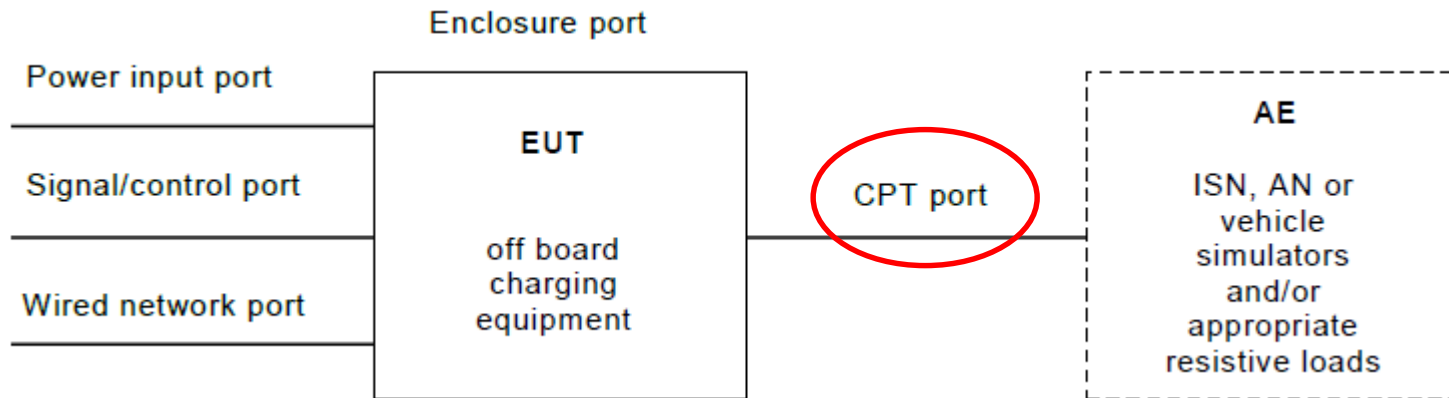 Enclosure port
Power input port
Signal/control port
Wired network port
EUT
off board
charging
equipment
CPT port
AE
ISN, AN or
vehicle
simulators
and/or
appropriate
resistive loads